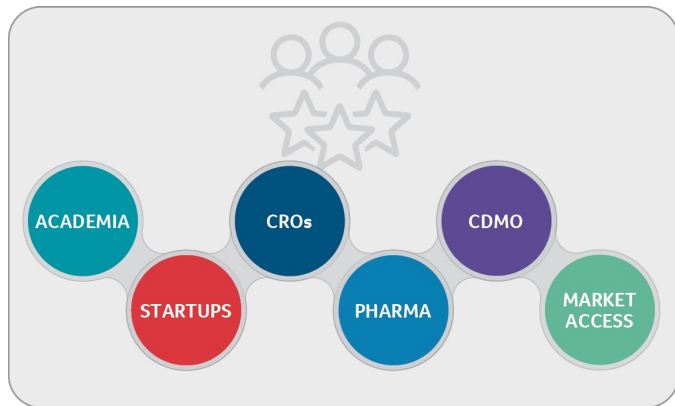 ACADEMIA
STARTUPS
CROs
PHARMA
CDMO
MARKET
ACCESS